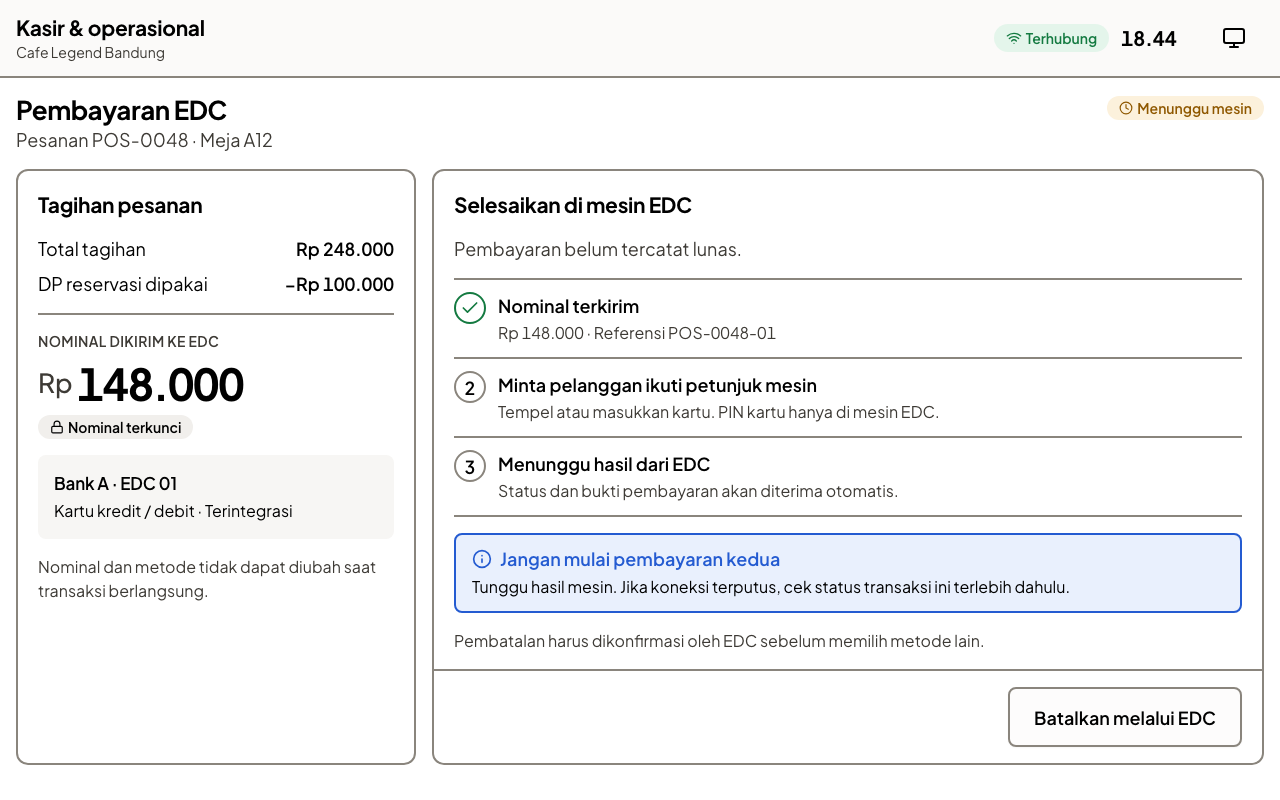 Kasir & operasional
Cafe Legend Bandung
Terhubung
18.44
Pembayaran EDC
Pesanan POS-0048 · Meja A12
Menunggu mesin
Tagihan pesanan
Total tagihan Rp 248.000
DP reservasi dipakai −Rp 100.000
NOMINAL DIKIRIM KE EDC
Rp 148.000
Nominal terkunci
Bank A · EDC 01
Kartu kredit / debit · Terintegrasi
Nominal dan metode tidak dapat diubah saat
transaksi berlangsung.
Selesaikan di mesin EDC
Pembayaran belum tercatat lunas.
Nominal terkirim
Rp 148.000 · Referensi POS-0048-01
2 Minta pelanggan ikuti petunjuk mesin
Tempel atau masukkan kartu. PIN kartu hanya di mesin EDC.
3 Menunggu hasil dari EDC
Status dan bukti pembayaran akan diterima otomatis.
Jangan mulai pembayaran kedua
Tunggu hasil mesin. Jika koneksi terputus, cek status transaksi ini terlebih dahulu.
Pembatalan harus dikonfirmasi oleh EDC sebelum memilih metode lain.
Batalkan melalui EDC